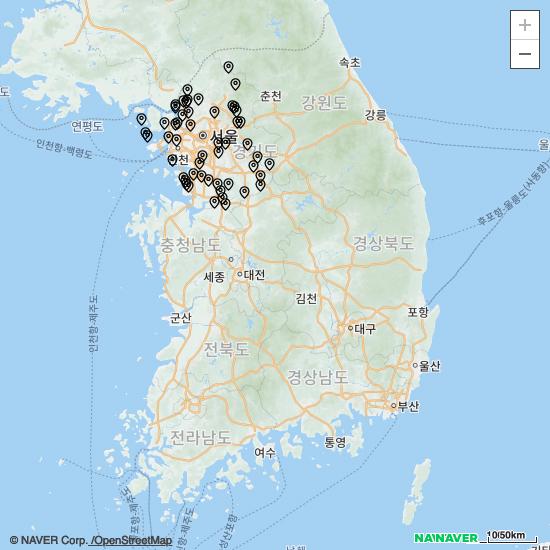 +
−
속초
춘천
강원도
강릉
연평도
서울
울
인천항-백령도
인천
경기도
후포항-울릉도(사동항)
충청남도
경상북도
세종
대전
김천
포항
인천항-제주도
군산
대구
전북도
울산
경상남도
부산
전라남도
통영
여수
© NAVER Corp. /OpenStreetMap
NAVER
10/50km